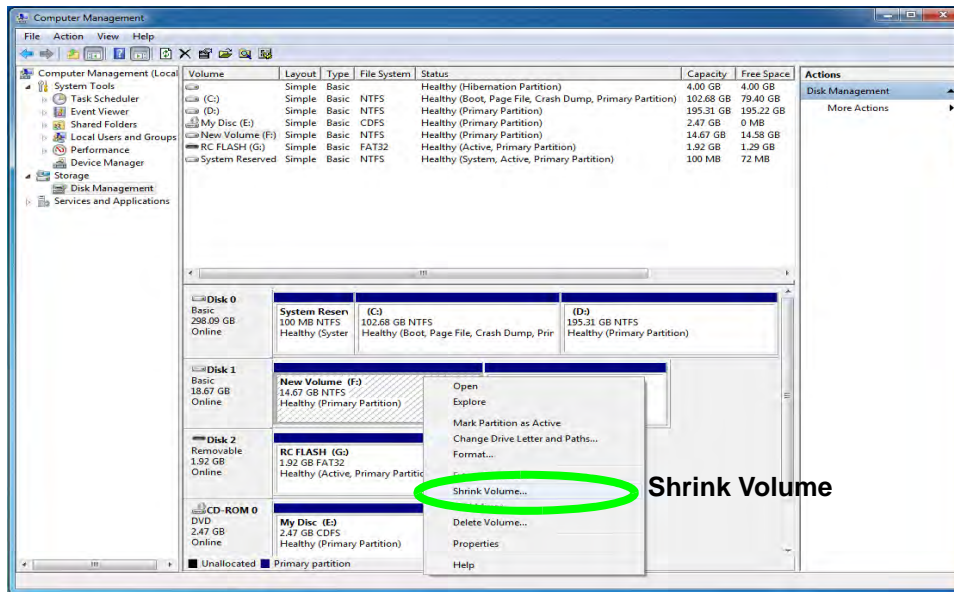 Computer Management
File Action View Help
Computer Management (Local
System Tools
Task Scheduler
Event Viewer
Shared Folders
Local Users and Groups
Performance
Device Manager
Storage
Disk Management
Services and Applications
Volume Layout Type File System Status Capacity Free Space
Simple Basic Healthy (Hibernation Partition) 4.00 GB 4.00 GB
(C:) Simple Basic NTFS Healthy (Boot, Page File, Crash Dump, Primary Partition) 102.68 GB 79.40 GB
(D:) Simple Basic NTFS Healthy (Primary Partition) 195.31 GB 195.22 GB
My Disc (E:) Simple Basic CDFS Healthy (Primary Partition) 2.47 GB 0 MB
New Volume (F:) Simple Basic NTFS Healthy (Primary Partition) 14.67 GB 14.58 GB
RC FLASH (G:) Simple Basic FAT32 Healthy (Active, Primary Partition) 1.92 GB 1.29 GB
System Reserved Simple Basic NTFS Healthy (System, Active, Primary Partition) 100 MB 72 MB
Actions
Disk Management
More Actions
Disk 0
Basic
298.09 GB
Online
System Resen
100 MB NTFS
Healthy (Syster
(C:)
102.68 GB NTFS
Healthy (Boot, Page File, Crash Dump, Prir
(D:)
195.31 GB NTFS
Healthy (Primary Partition)
Disk 1
Basic
18.67 GB
Online
New Volume (F:)
14.67 GB NTFS
Healthy (Primary Partition)
Disk 2
Removable
1.92 GB
Online
RC FLASH (G:)
1.92 GB FAT32
Healthy (Active, Primary Partitic
CD-ROM 0
DVD
2.47 GB
Online
My Disc (E:)
2.47 GB CDFS
Healthy (Primary Partition)
Unallocated Primary partition
Open
Explore
Mark Partition as Active
Change Drive Letter and Paths...
Format...
Shrink Volume...
Delete Volume...
Properties
Help
Shrink Volume